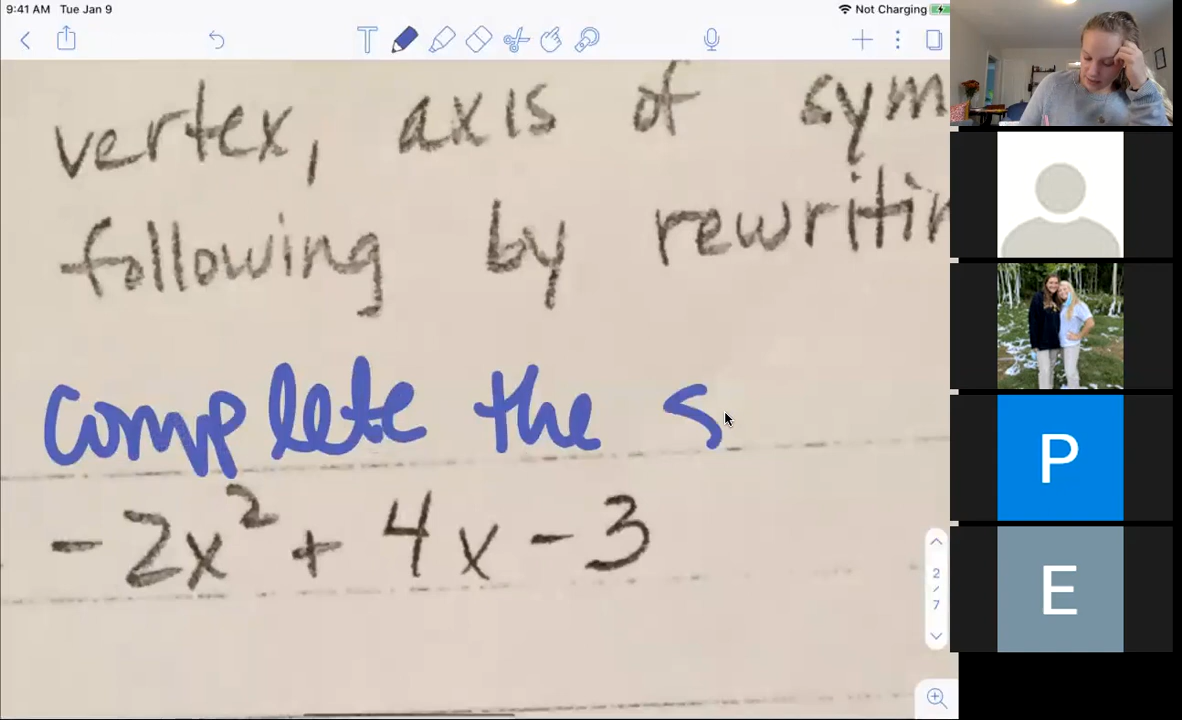 9:41 AM Tue Jan 9
Not Charging
vertex, axis of sym
following by rewritin
Complete the s
-2x² + 4x - 3
2
/
7
P
E